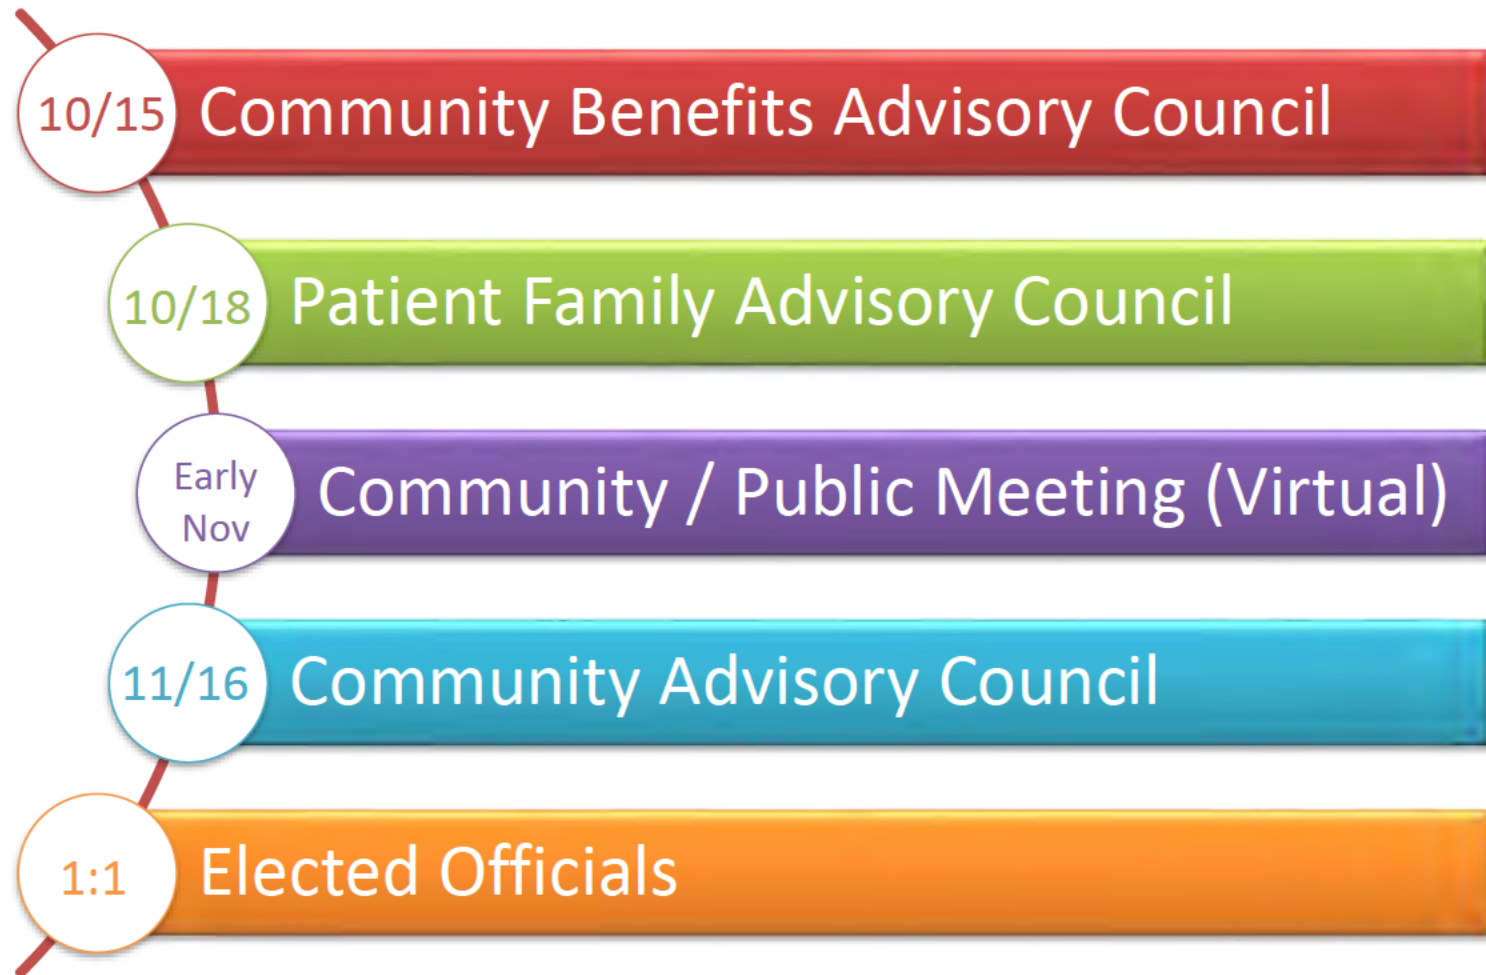 10/15 Community Benefits Advisory Council
10/18 Patient Family Advisory Council
Early
Nov
Community / Public Meeting (Virtual)
11/16 Community Advisory Council
1:1 Elected Officials